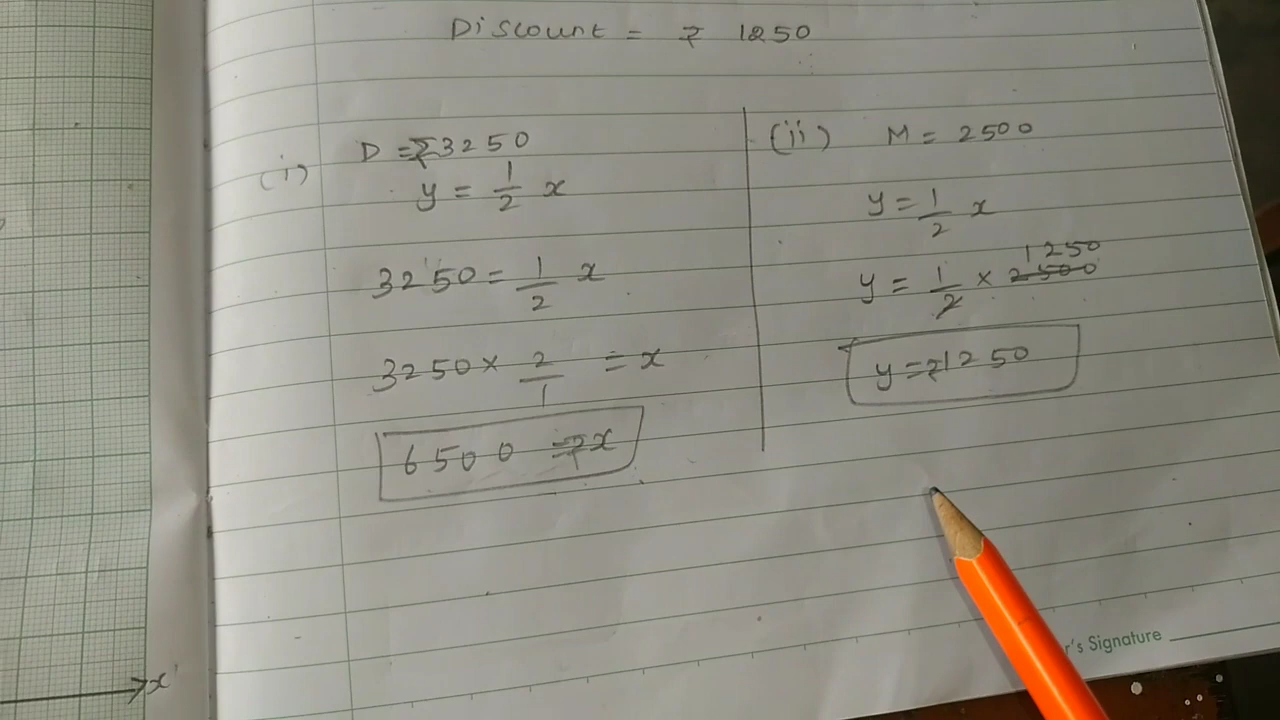 Discount = ₹ 1250
(i) D = ₹3250
y = 1/2 x
3250 = 1/2 x
3250 × 2/1 = x
6500 = ₹x
(ii) M = 2500
y = 1/2 x
1250
y = 1/2 × 2500
y = ₹1250
x
r's Signature